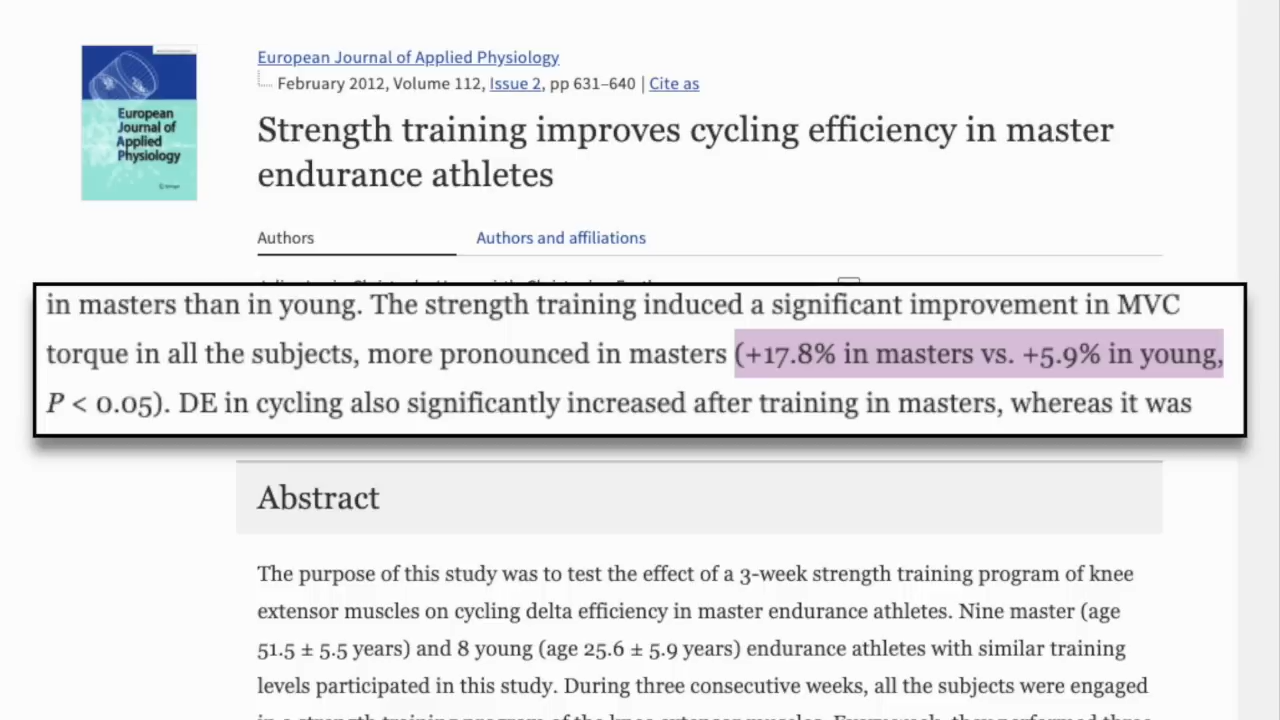 European
Journal of
Applied
Physiology
European Journal of Applied Physiology
February 2012, Volume 112, Issue 2, pp 631–640 | Cite as
Strength training improves cycling efficiency in master
endurance athletes
Authors Authors and affiliations
in masters than in young. The strength training induced a significant improvement in MVC
torque in all the subjects, more pronounced in masters (+17.8% in masters vs. +5.9% in young,
P < 0.05). DE in cycling also significantly increased after training in masters, whereas it was
Abstract
The purpose of this study was to test the effect of a 3-week strength training program of knee
extensor muscles on cycling delta efficiency in master endurance athletes. Nine master (age
51.5 ± 5.5 years) and 8 young (age 25.6 ± 5.9 years) endurance athletes with similar training
levels participated in this study. During three consecutive weeks, all the subjects were engaged